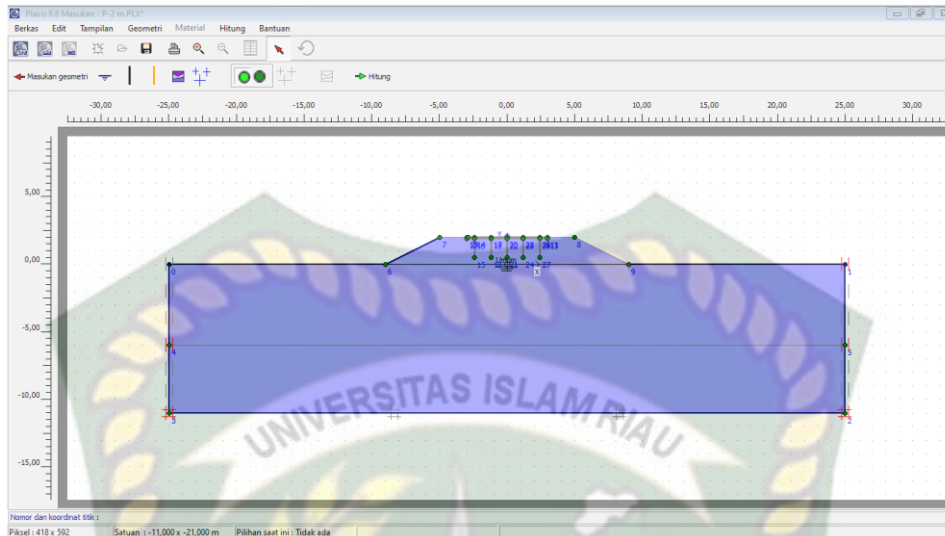 Plaxis 8.6 Masukan - P-2 m.PLX*
Berkas Edit Tampilan Geometri Material Hitung Bantuan
Masukan geometri Hitung
-30,00 -25,00 -20,00 -15,00 -10,00 -5,00 0,00 5,00 10,00 15,00 20,00 25,00 30,00
5,00
0,00
-5,00
-10,00
-15,00
Y
7 8
15 24 27
6 9
0 1
X
4 5
3 2
UNIVERSITAS ISLAM RIAU
Nomor dan koordinat titik :
Piksel : 418 x 592 Satuan : -11,000 x -21,000 m Pilihan saat ini : Tidak ada